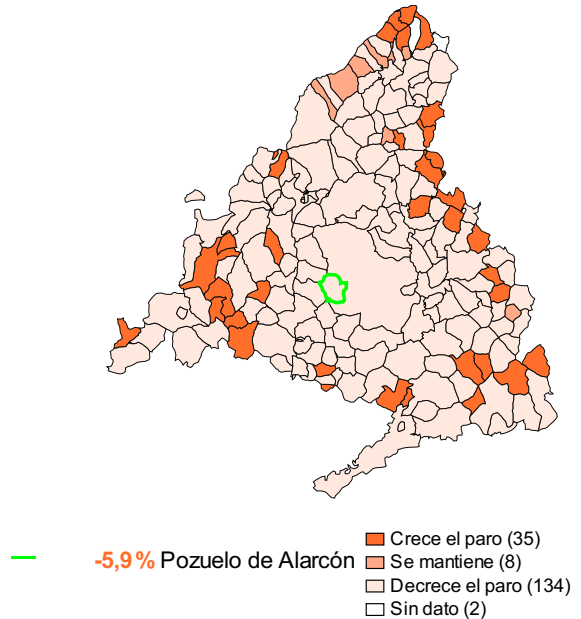 -5,9 % Pozuelo de Alarcón
Crece el paro (35)
Se mantiene (8)
Decrece el paro (134)
Sin dato (2)